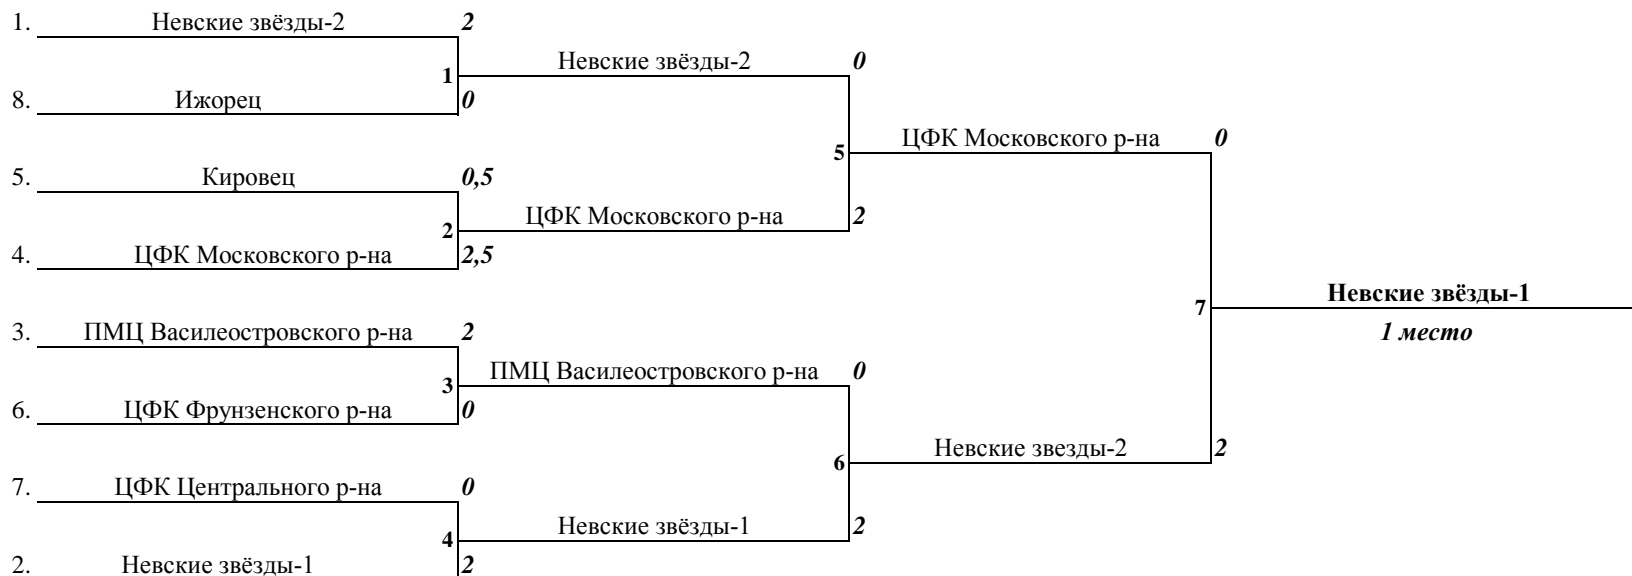 1. Невские звёзды-2 2
Невские звёзды-2 0
1
8. Ижорец 0
ЦФК Московского р-на 0
5
5. Кировец 0,5
ЦФК Московского р-на 2
2
4. ЦФК Московского р-на 2,5
Невские звёзды-1
7
3. ПМЦ Василеостровского р-на 2
1 место
ПМЦ Василеостровского р-на 0
3
6. ЦФК Фрунзенского р-на 0
Невские звезды-2 2
6
7. ЦФК Центрального р-на 0
Невские звёзды-1 2
4
2. Невские звёзды-1 2